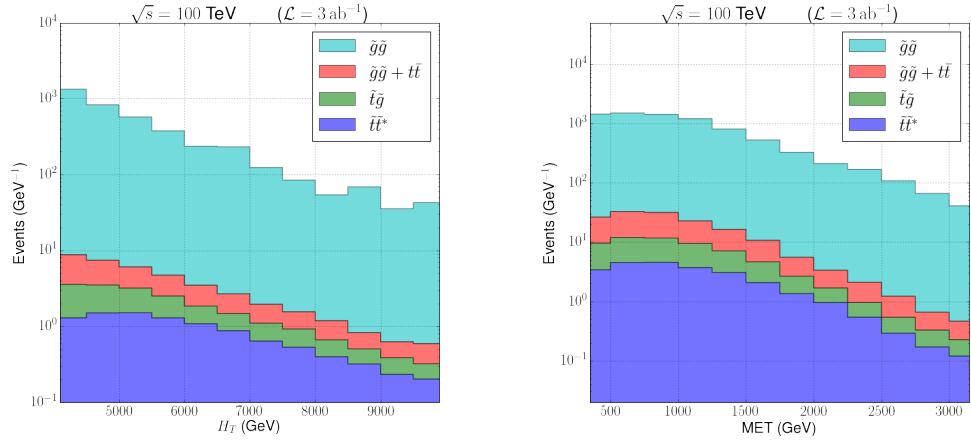 √s = 100 TeV (ℒ = 3 ab⁻¹)
10⁴
10³
10²
10¹
10⁰
10⁻¹
Events (GeV⁻¹)
g̃g̃
g̃g̃ + tt̄
t̃g̃
t̃t̃*
5000 6000 7000 8000 9000
H_T (GeV)
√s = 100 TeV (ℒ = 3 ab⁻¹)
10⁴
10³
10²
10¹
10⁰
10⁻¹
Events (GeV⁻¹)
g̃g̃
g̃g̃ + tt̄
t̃g̃
t̃t̃*
500 1000 1500 2000 2500 3000
MET (GeV)